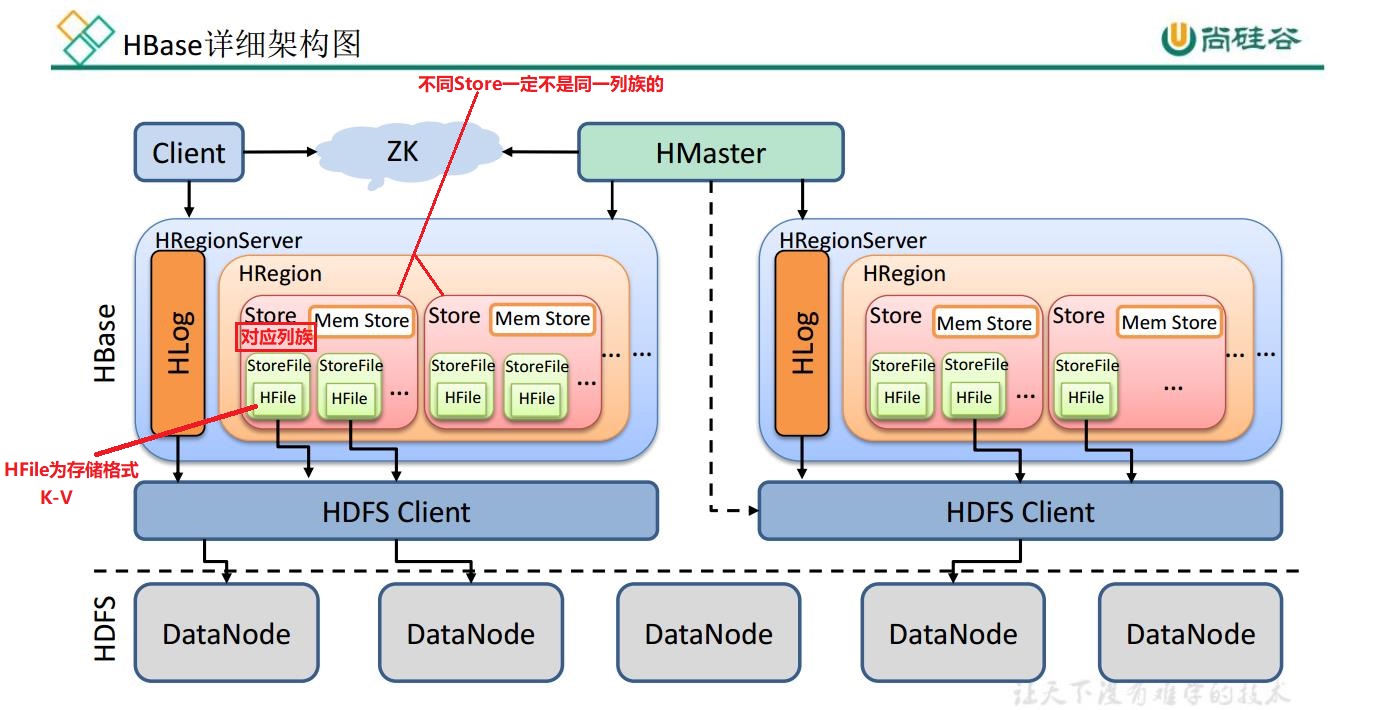 HBase详细架构图
尚硅谷
不同Store一定不是同一列族的
Client
ZK
HMaster
HBase
HRegionServer
HLog
HRegion
Store
对应列族
Mem Store
StoreFile
HFile
StoreFile
HFile
...
Store
Mem Store
StoreFile
HFile
StoreFile
HFile
...
... ...
HRegionServer
HLog
HRegion
Store
Mem Store
StoreFile
HFile
StoreFile
HFile
...
Store
Mem Store
StoreFile
HFile
...
... ...
HFile为存储格式
K-V
HDFS Client
HDFS Client
HDFS
DataNode
DataNode
DataNode
DataNode
DataNode
让天下没有难学的技术